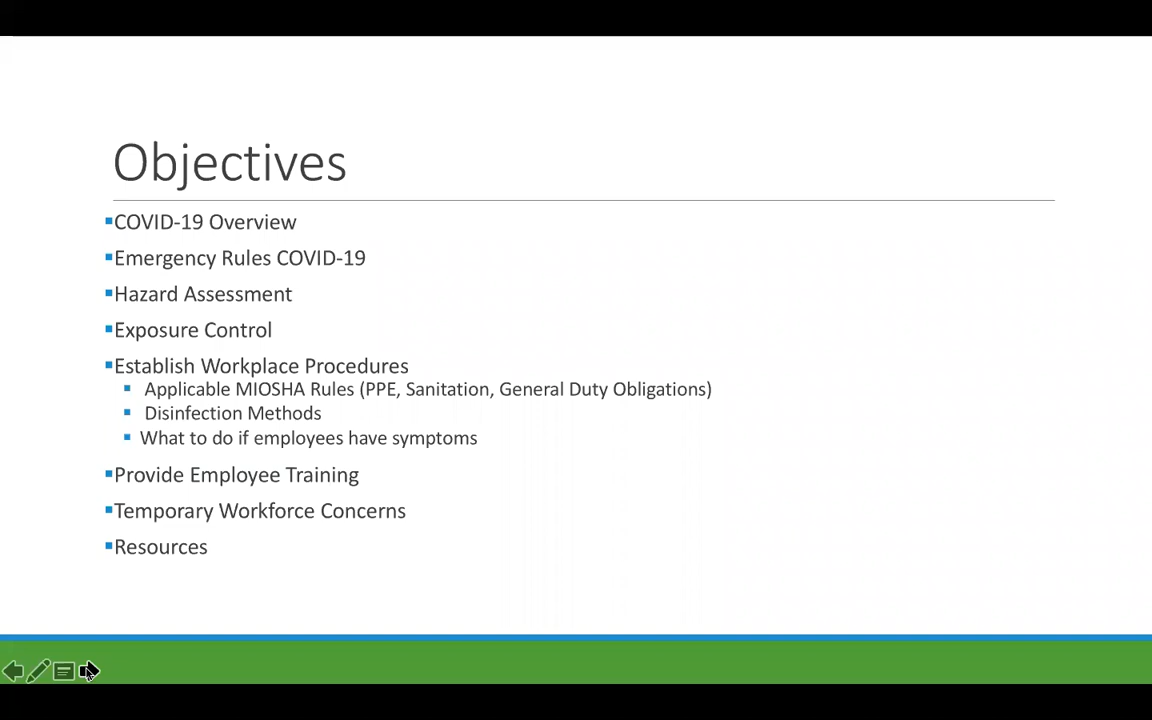 Objectives
▪COVID-19 Overview
▪Emergency Rules COVID-19
▪Hazard Assessment
▪Exposure Control
▪Establish Workplace Procedures
▪ Applicable MIOSHA Rules (PPE, Sanitation, General Duty Obligations)
▪ Disinfection Methods
▪ What to do if employees have symptoms
▪Provide Employee Training
▪Temporary Workforce Concerns
▪Resources